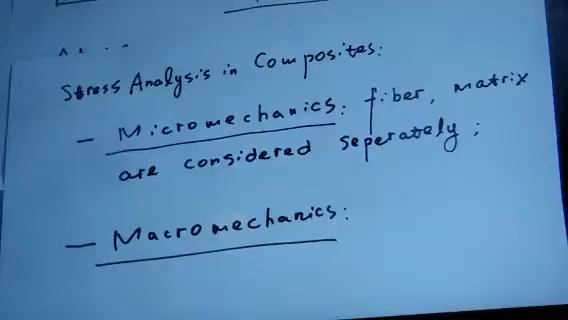 Stress Analysis in Composites:
- Micromechanics: fiber, matrix
are considered seperately;
- Macromechanics: